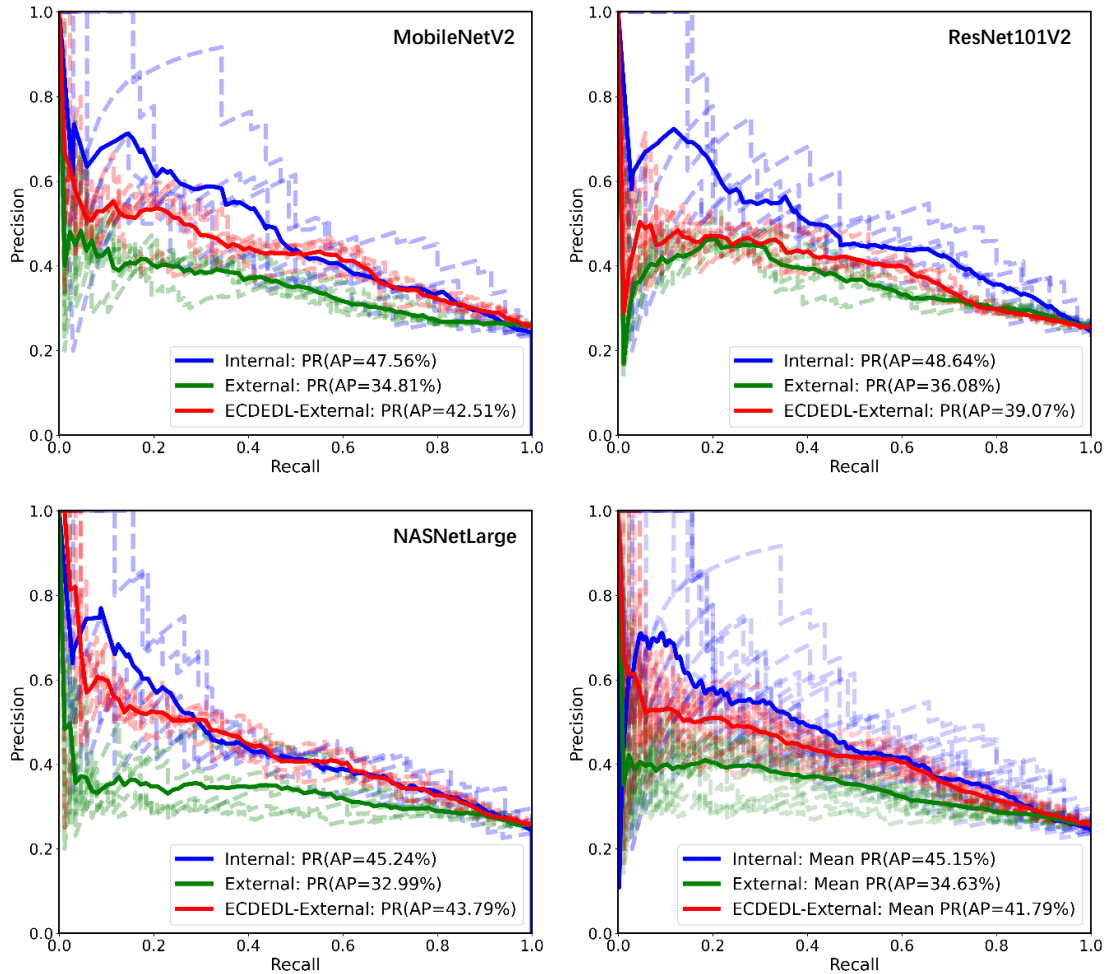 MobileNetV2
1.0
0.8
0.6
0.4
0.2
0.0
Precision
Internal: PR(AP=47.56%)
External: PR(AP=34.81%)
ECDEDL-External: PR(AP=42.51%)
0.0 0.2 0.4 0.6 0.8 1.0
Recall
ResNet101V2
1.0
0.8
0.6
0.4
0.2
0.0
Precision
Internal: PR(AP=48.64%)
External: PR(AP=36.08%)
ECDEDL-External: PR(AP=39.07%)
0.0 0.2 0.4 0.6 0.8 1.0
Recall
NASNetLarge
1.0
0.8
0.6
0.4
0.2
0.0
Precision
Internal: PR(AP=45.24%)
External: PR(AP=32.99%)
ECDEDL-External: PR(AP=43.79%)
0.0 0.2 0.4 0.6 0.8 1.0
Recall
1.0
0.8
0.6
0.4
0.2
0.0
Precision
Internal: Mean PR(AP=45.15%)
External: Mean PR(AP=34.63%)
ECDEDL-External: Mean PR(AP=41.79%)
0.0 0.2 0.4 0.6 0.8 1.0
Recall